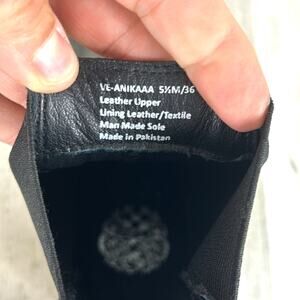 VE-ANIKAAA 5½M/36
Leather Upper
Lining Leather/Textile
Man Made Sole
Made in Pakistan